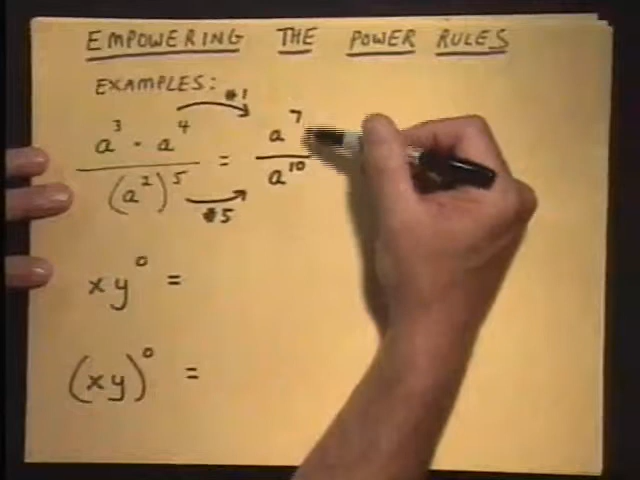 EMPOWERING THE POWER RULES
EXAMPLES:
#1
a³ · a⁴ / (a²)⁵ = a⁷ / a¹⁰
#5
xy⁰ =
(xy)⁰ =